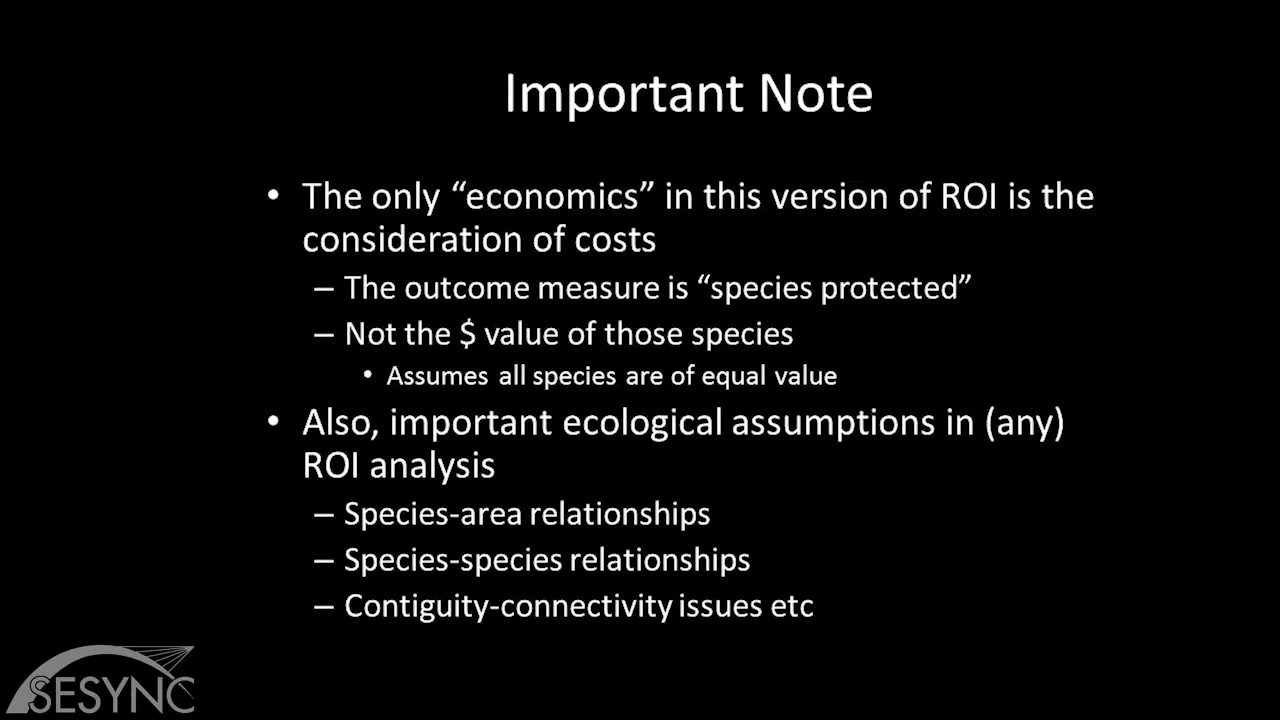 Important Note
• The only “economics” in this version of ROI is the
consideration of costs
– The outcome measure is “species protected”
– Not the $ value of those species
• Assumes all species are of equal value
• Also, important ecological assumptions in (any)
ROI analysis
– Species-area relationships
– Species-species relationships
– Contiguity-connectivity issues etc
SESYNC